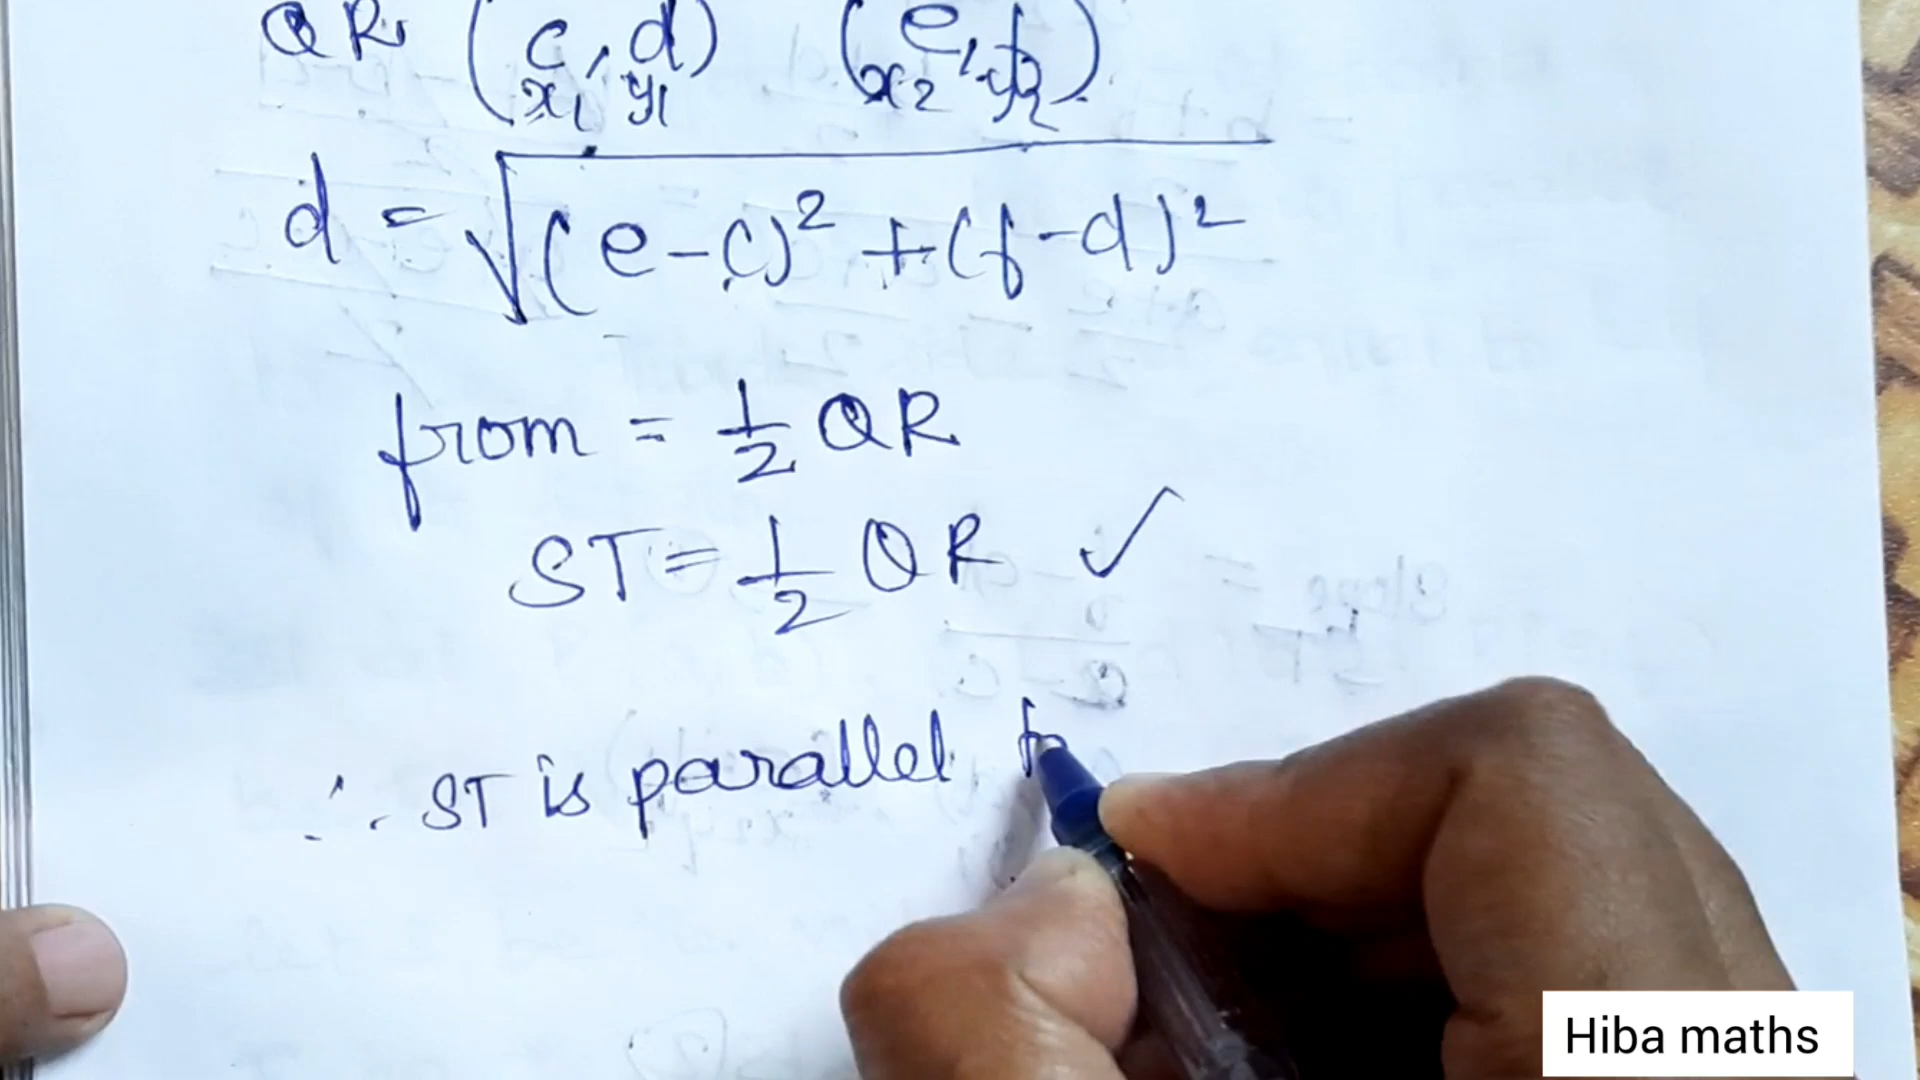 QR (c, d) (e, f)
x₁ y₁ x₂ y₂
d = √(e-c)² + (f-d)²
from = 1/2 QR
ST = 1/2 QR ✓
∴ ST is parallel to
Hiba maths